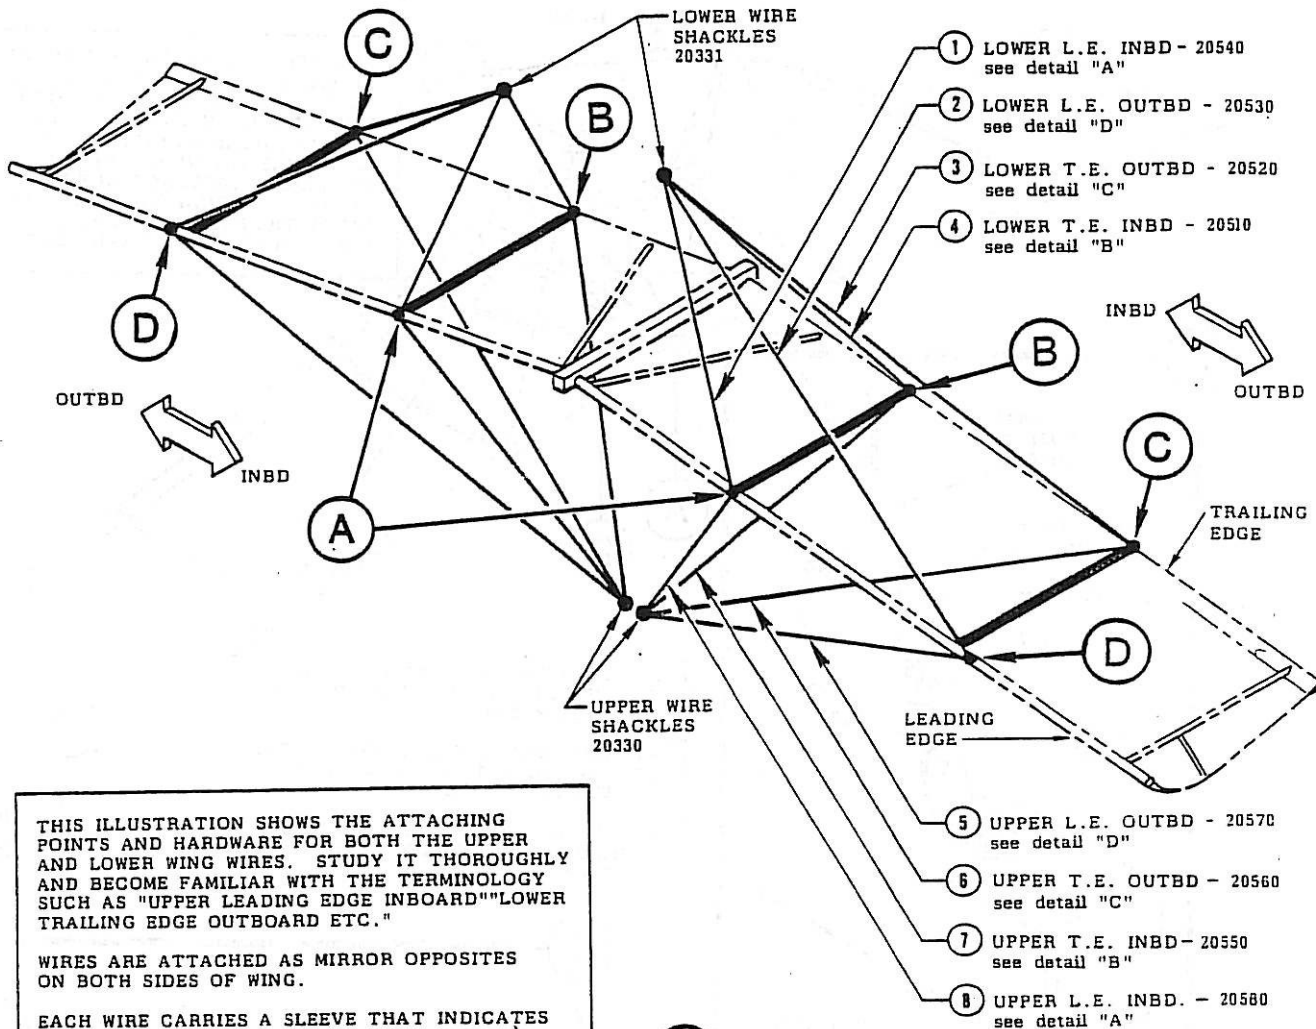 LOWER WIRE
SHACKLES
20331
C
B
1 LOWER L.E. INBD - 20540
see detail "A"
2 LOWER L.E. OUTBD - 20530
see detail "D"
3 LOWER T.E. OUTBD - 20520
see detail "C"
4 LOWER T.E. INBD - 20510
see detail "B"
D
INBD
OUTBD
B
OUTBD
INBD
A
C
TRAILING
EDGE
D
UPPER WIRE
SHACKLES
20330
LEADING
EDGE
5 UPPER L.E. OUTBD - 20570
see detail "D"
6 UPPER T.E. OUTBD - 20560
see detail "C"
7 UPPER T.E. INBD - 20550
see detail "B"
8 UPPER L.E. INBD. - 20580
see detail "A"
THIS ILLUSTRATION SHOWS THE ATTACHING
POINTS AND HARDWARE FOR BOTH THE UPPER
AND LOWER WING WIRES. STUDY IT THOROUGHLY
AND BECOME FAMILIAR WITH THE TERMINOLOGY
SUCH AS "UPPER LEADING EDGE INBOARD""LOWER
TRAILING EDGE OUTBOARD ETC."
WIRES ARE ATTACHED AS MIRROR OPPOSITES
ON BOTH SIDES OF WING.
EACH WIRE CARRIES A SLEEVE THAT INDICATES